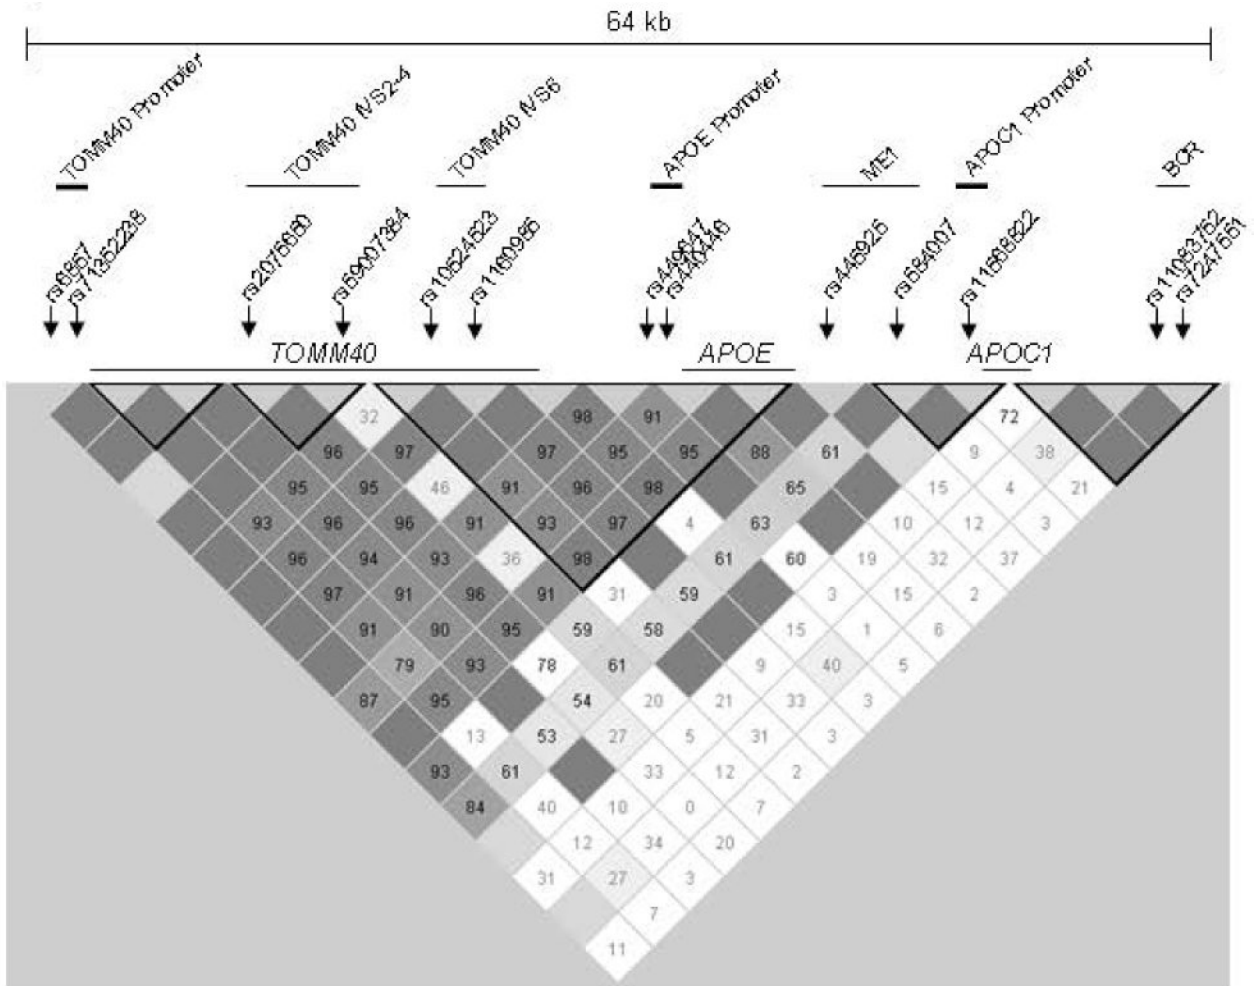 64 kb
TOMM40 Promoter
TOMM40 IVS2-4
TOMM40 IVS6
APOE Promoter
ME1
APOC1 Promoter
BCR
rs6857
rs71352238
rs2075650
rs59007384
rs10524523
rs1160985
rs449647
rs440446
rs584007
rs11568822
rs7247551
TOMM40 APOE APOC1
32 98 91 72
96 97 97 95 95 88 61 9 38
95 95 46 91 96 98 65 15 4 21
93 96 96 91 93 97 4 63 10 12 3
96 94 93 36 98 61 60 19 32 37
97 91 96 91 31 59 3 15 2
91 90 95 59 58 15 1 6
79 93 78 61 9 40 5
87 95 54 20 21 33 3
13 53 27 5 31 3
93 61 33 12 2
84 40 10 0 7
12 34 20
31 27 3
7
11